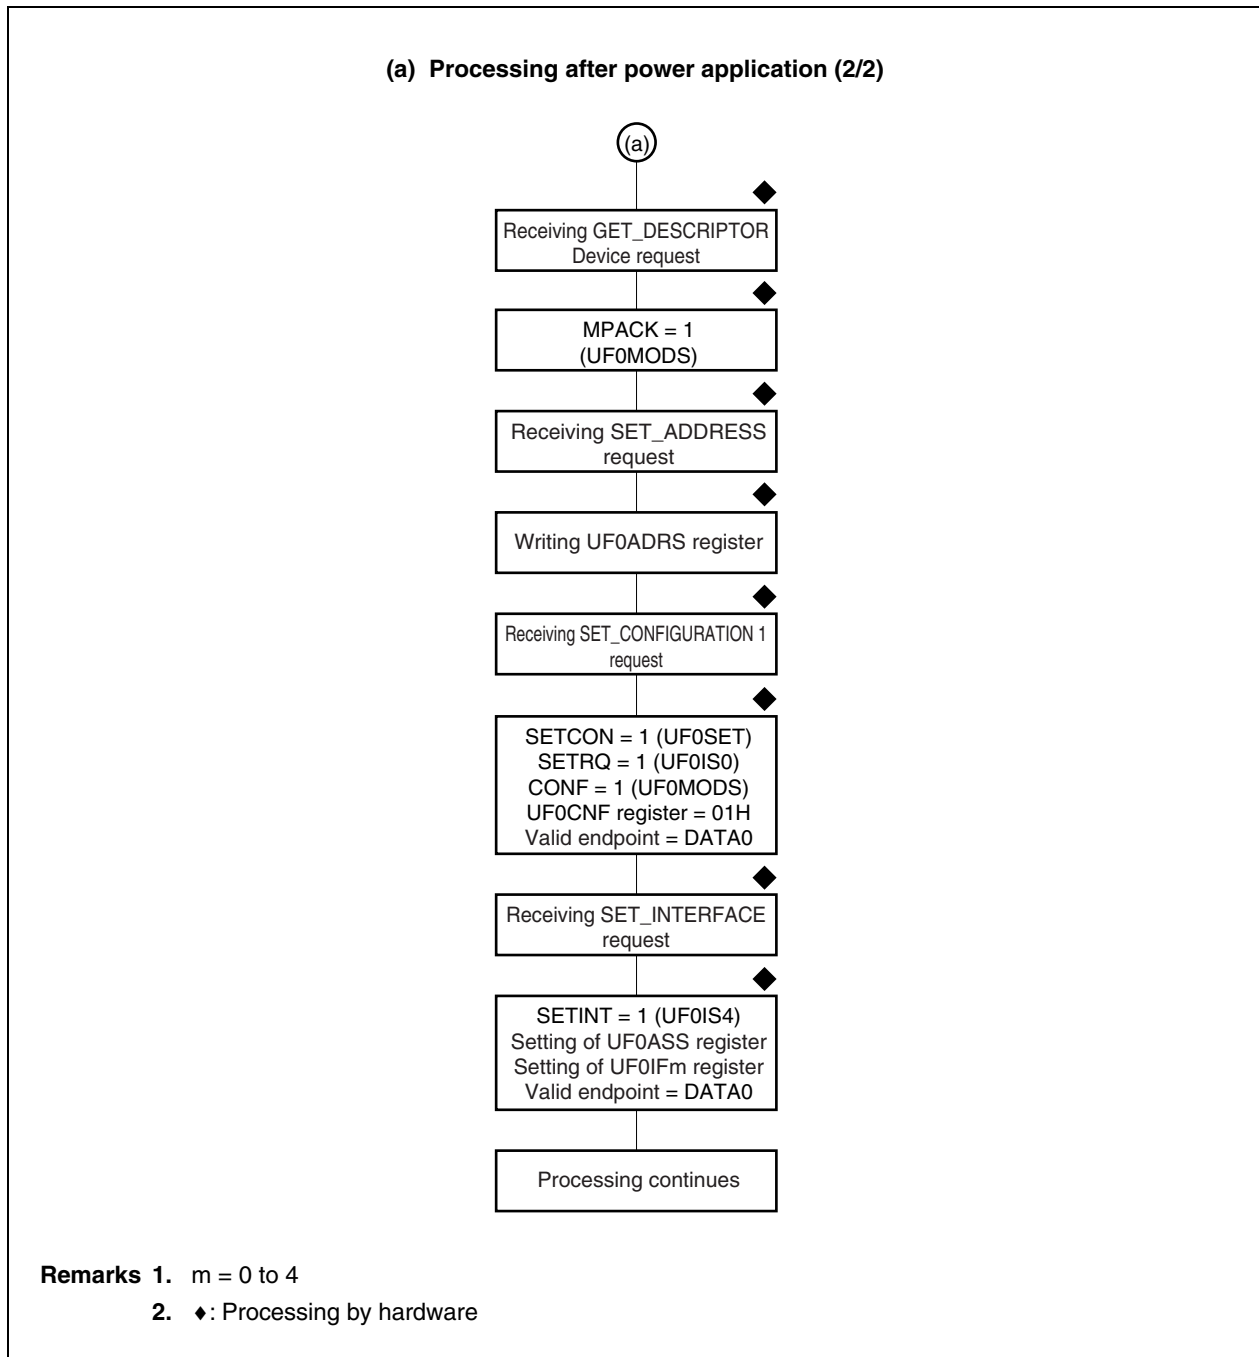 (a) Processing after power application (2/2)
(a)
Receiving GET_DESCRIPTOR
Device request
MPACK = 1
(UF0MODS)
Receiving SET_ADDRESS
request
Writing UF0ADRS register
Receiving SET_CONFIGURATION 1
request
SETCON = 1 (UF0SET)
SETRQ = 1 (UF0IS0)
CONF = 1 (UF0MODS)
UF0CNF register = 01H
Valid endpoint = DATA0
Receiving SET_INTERFACE
request
SETINT = 1 (UF0IS4)
Setting of UF0ASS register
Setting of UF0IFm register
Valid endpoint = DATA0
Processing continues
Remarks 1. m = 0 to 4
2. ♦: Processing by hardware